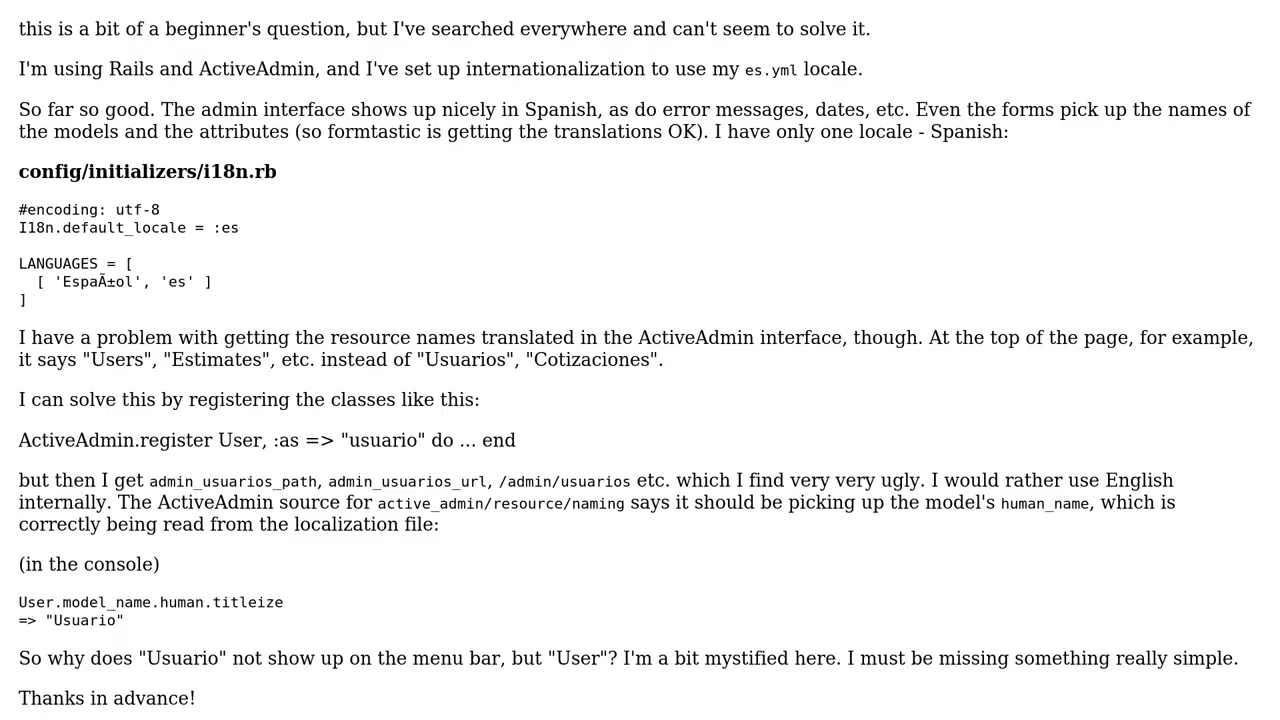 this is a bit of a beginner's question, but I've searched everywhere and can't seem to solve it.
I'm using Rails and ActiveAdmin, and I've set up internationalization to use my es.yml locale.
So far so good. The admin interface shows up nicely in Spanish, as do error messages, dates, etc. Even the forms pick up the names of
the models and the attributes (so formtastic is getting the translations OK). I have only one locale - Spanish:
config/initializers/i18n.rb
#encoding: utf-8
I18n.default_locale = :es
LANGUAGES = [
  [ 'EspaÃ±ol', 'es' ]
]
I have a problem with getting the resource names translated in the ActiveAdmin interface, though. At the top of the page, for example,
it says "Users", "Estimates", etc. instead of "Usuarios", "Cotizaciones".
I can solve this by registering the classes like this:
ActiveAdmin.register User, :as => "usuario" do ... end
but then I get admin_usuarios_path, admin_usuarios_url, /admin/usuarios etc. which I find very very ugly. I would rather use English
internally. The ActiveAdmin source for active_admin/resource/naming says it should be picking up the model's human_name, which is
correctly being read from the localization file:
(in the console)
User.model_name.human.titleize
=> "Usuario"
So why does "Usuario" not show up on the menu bar, but "User"? I'm a bit mystified here. I must be missing something really simple.
Thanks in advance!